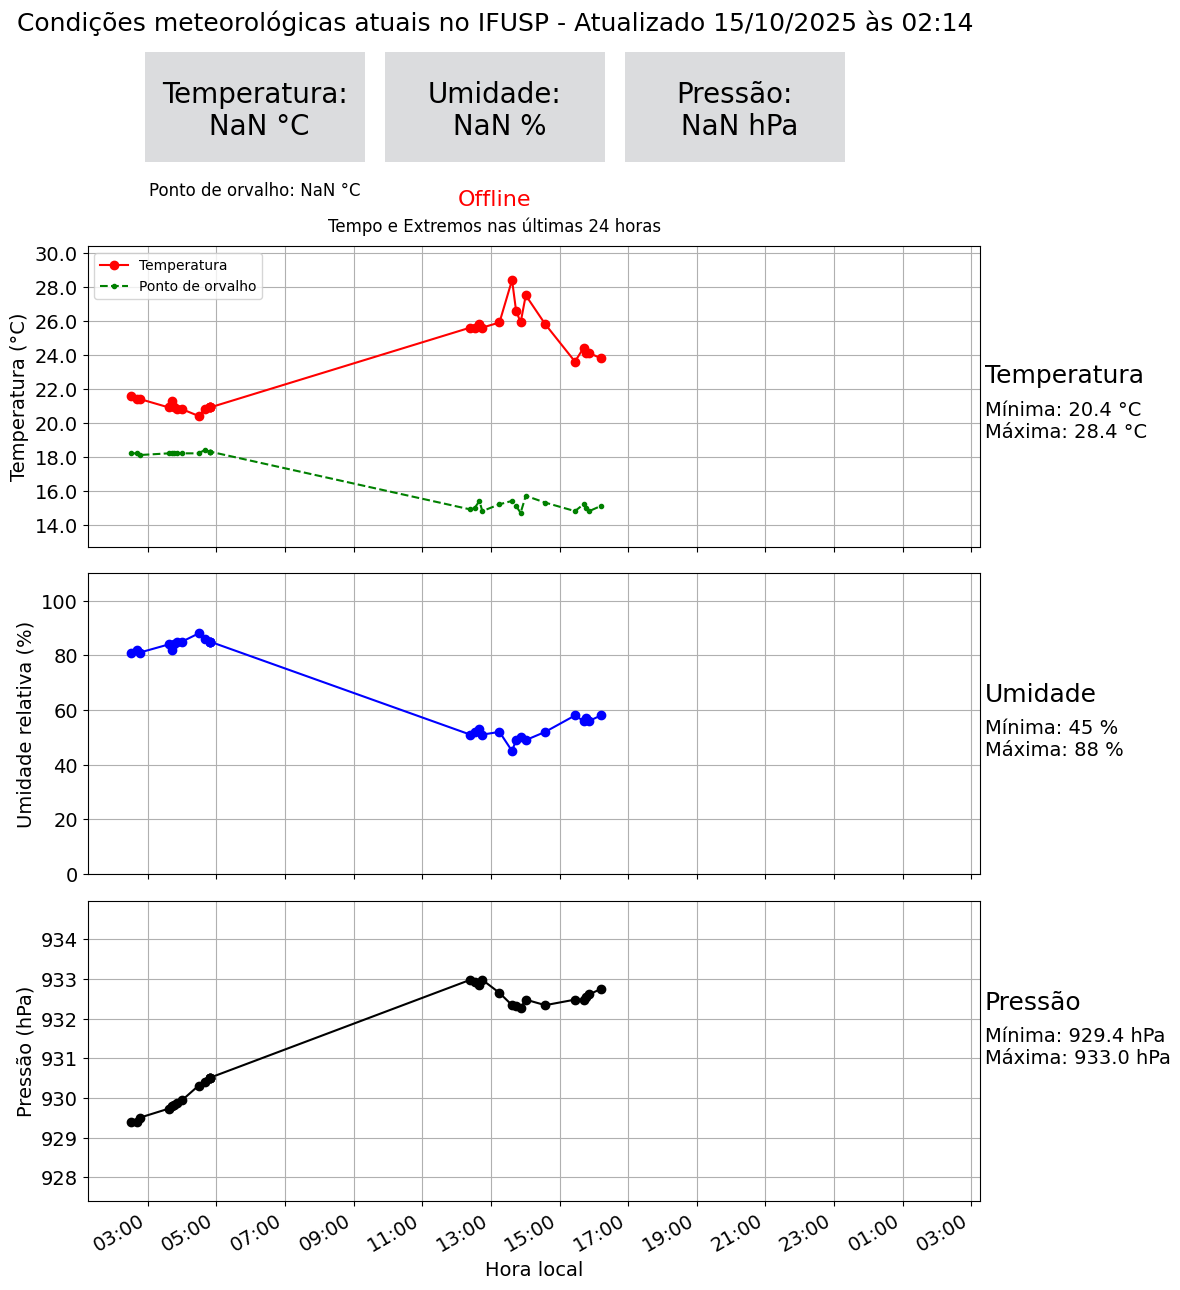 Condições meteorológicas atuais no IFUSP - Atualizado 15/10/2025 às 02:14
Temperatura:
NaN °C
Umidade:
NaN %
Pressão:
NaN hPa
Ponto de orvalho: NaN °C
Offline
Tempo e Extremos nas últimas 24 horas
30.0
28.0
26.0
24.0
22.0
20.0
18.0
16.0
14.0
Temperatura (°C)
Temperatura
Ponto de orvalho
Temperatura
Mínima: 20.4 °C
Máxima: 28.4 °C
100
80
60
40
20
0
Umidade relativa (%)
Umidade
Mínima: 45 %
Máxima: 88 %
934
933
932
931
930
929
928
Pressão (hPa)
Pressão
Mínima: 929.4 hPa
Máxima: 933.0 hPa
03:00 05:00 07:00 09:00 11:00 13:00 15:00 17:00 19:00 21:00 23:00 01:00 03:00
Hora local